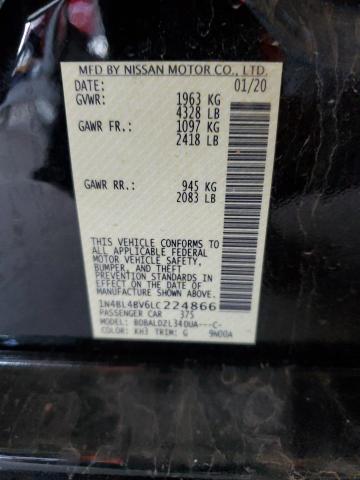 MFD BY NISSAN MOTOR CO., LTD.
DATE: 01/20
GVWR: 1963 KG
4328 LB
GAWR FR.: 1097 KG
2418 LB
GAWR RR.: 945 KG
2083 LB
THIS VEHICLE CONFORMS TO
ALL APPLICABLE FEDERAL
MOTOR VEHICLE SAFETY,
BUMPER, AND THEFT
PREVENTION STANDARDS
IN EFFECT ON THE DATE OF
MANUFACTURE SHOWN ABOVE.
1N4BL4BV6LC224866
PASSENGER CAR 375
MODEL: BDBALDZL34DUA---C-
COLOR: KH3 TRIM: G 9N00A